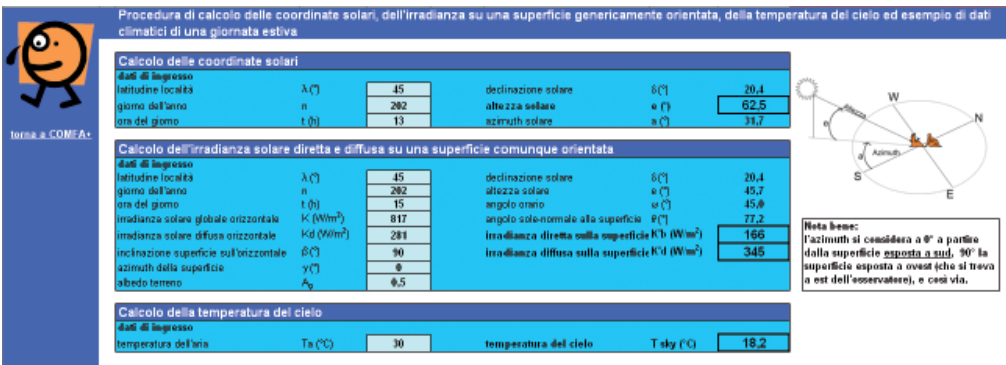 Procedura di calcolo delle coordinate solari, dell'irradianza su una superficie genericamente orientata, della temperatura del cielo ed esempio di dati
climatici di una giornata estiva
torna a COMFA+
Calcolo delle coordinate solari
dati di ingresso
latitudine località λ (°) 45 declinazione solare δ(°) 20,4
giorno dell'anno n 202 altezza solare e (°) 62,5
ora del giorno t (h) 13 azimuth solare a (°) 31,7
Calcolo dell'irradianza solare diretta e diffusa su una superficie comunque orientata
dati di ingresso
latitudine località λ (°) 45 declinazione solare δ(°) 20,4
giorno dell'anno n 202 altezza solare e (°) 45,7
ora del giorno t (h) 15 angolo orario ω (°) 45,0
irradianza solare globale orizzontale K (W/m²) 817 angolo sole-normale alla superficie (°) 77,2
irradianza solare diffusa orizzontale Kd (W/m²) 281 irradianza diretta sulla superficie K'b (W/m²) 166
inclinazione superficie sull'orizzontale β(°) 90 irradianza diffusa sulla superficie K'd (W/m²) 345
azimuth della superficie γ(°) 0
albedo terreno 0,5
Calcolo della temperatura del cielo
dati di ingresso
temperatura dell'aria Ta (°C) 30 temperatura del cielo T sky (°C) 18,2
W
N
Altezza
e
Azimuth
a
S
E
Nota bene:
l'azimuth si considera a 0° a partire
dalla superficie esposta a sud, 90° la
superficie esposta a ovest (che si trova
a est dell'osservatore), e così via.